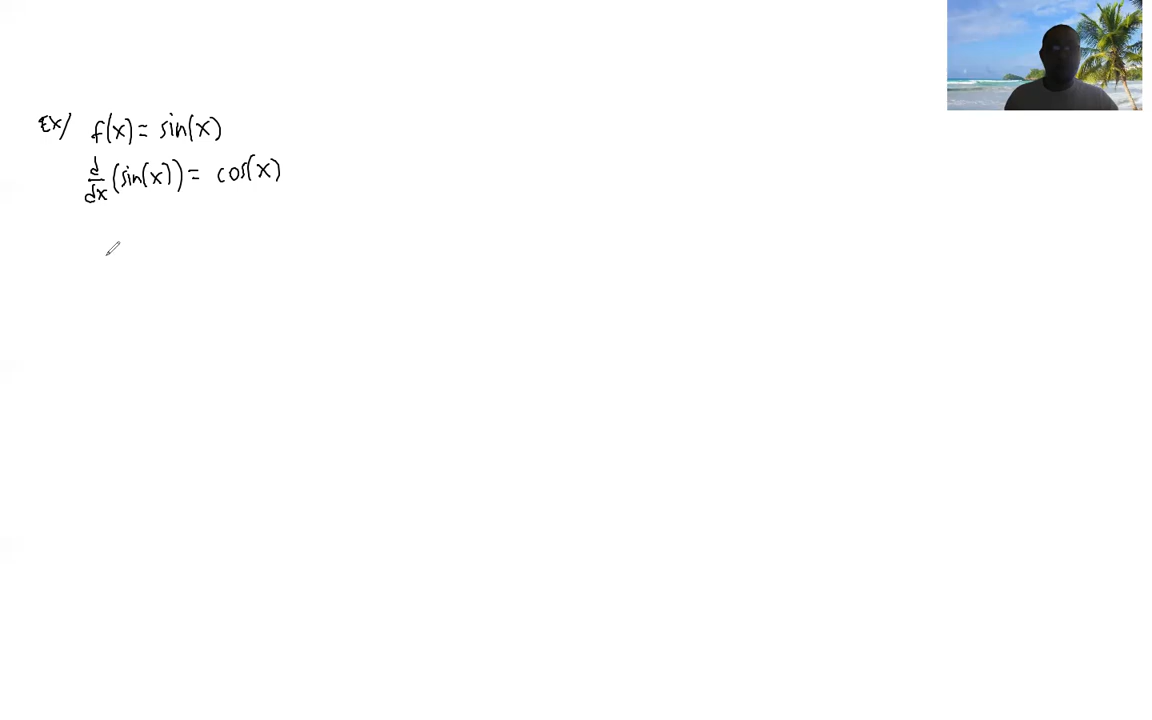 Ex/ f(x) = sin(x)
d/dx (sin(x)) = cos(x)